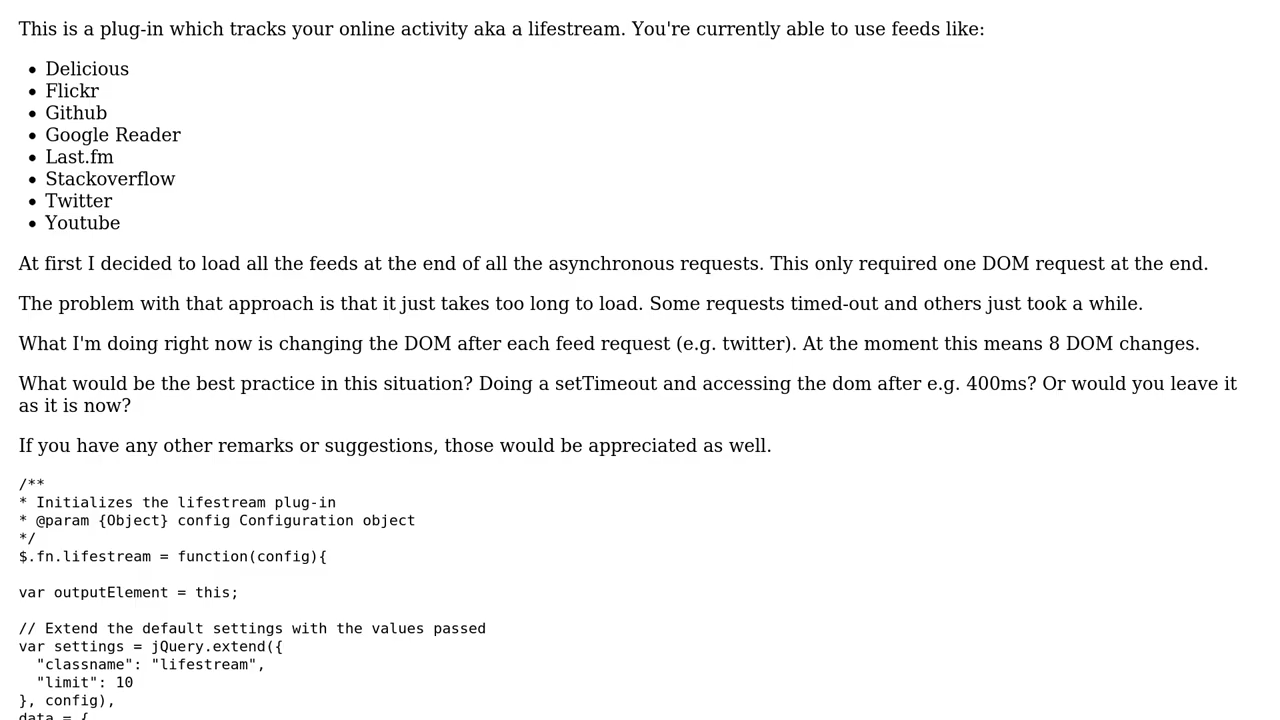 This is a plug-in which tracks your online activity aka a lifestream. You're currently able to use feeds like:
• Delicious
• Flickr
• Github
• Google Reader
• Last.fm
• Stackoverflow
• Twitter
• Youtube
At first I decided to load all the feeds at the end of all the asynchronous requests. This only required one DOM request at the end.
The problem with that approach is that it just takes too long to load. Some requests timed-out and others just took a while.
What I'm doing right now is changing the DOM after each feed request (e.g. twitter). At the moment this means 8 DOM changes.
What would be the best practice in this situation? Doing a setTimeout and accessing the dom after e.g. 400ms? Or would you leave it
as it is now?
If you have any other remarks or suggestions, those would be appreciated as well.
/**
* Initializes the lifestream plug-in
* @param {Object} config Configuration object
*/
$.fn.lifestream = function(config){
var outputElement = this;
// Extend the default settings with the values passed
var settings = jQuery.extend({
  "classname": "lifestream",
  "limit": 10
}, config),
data = {